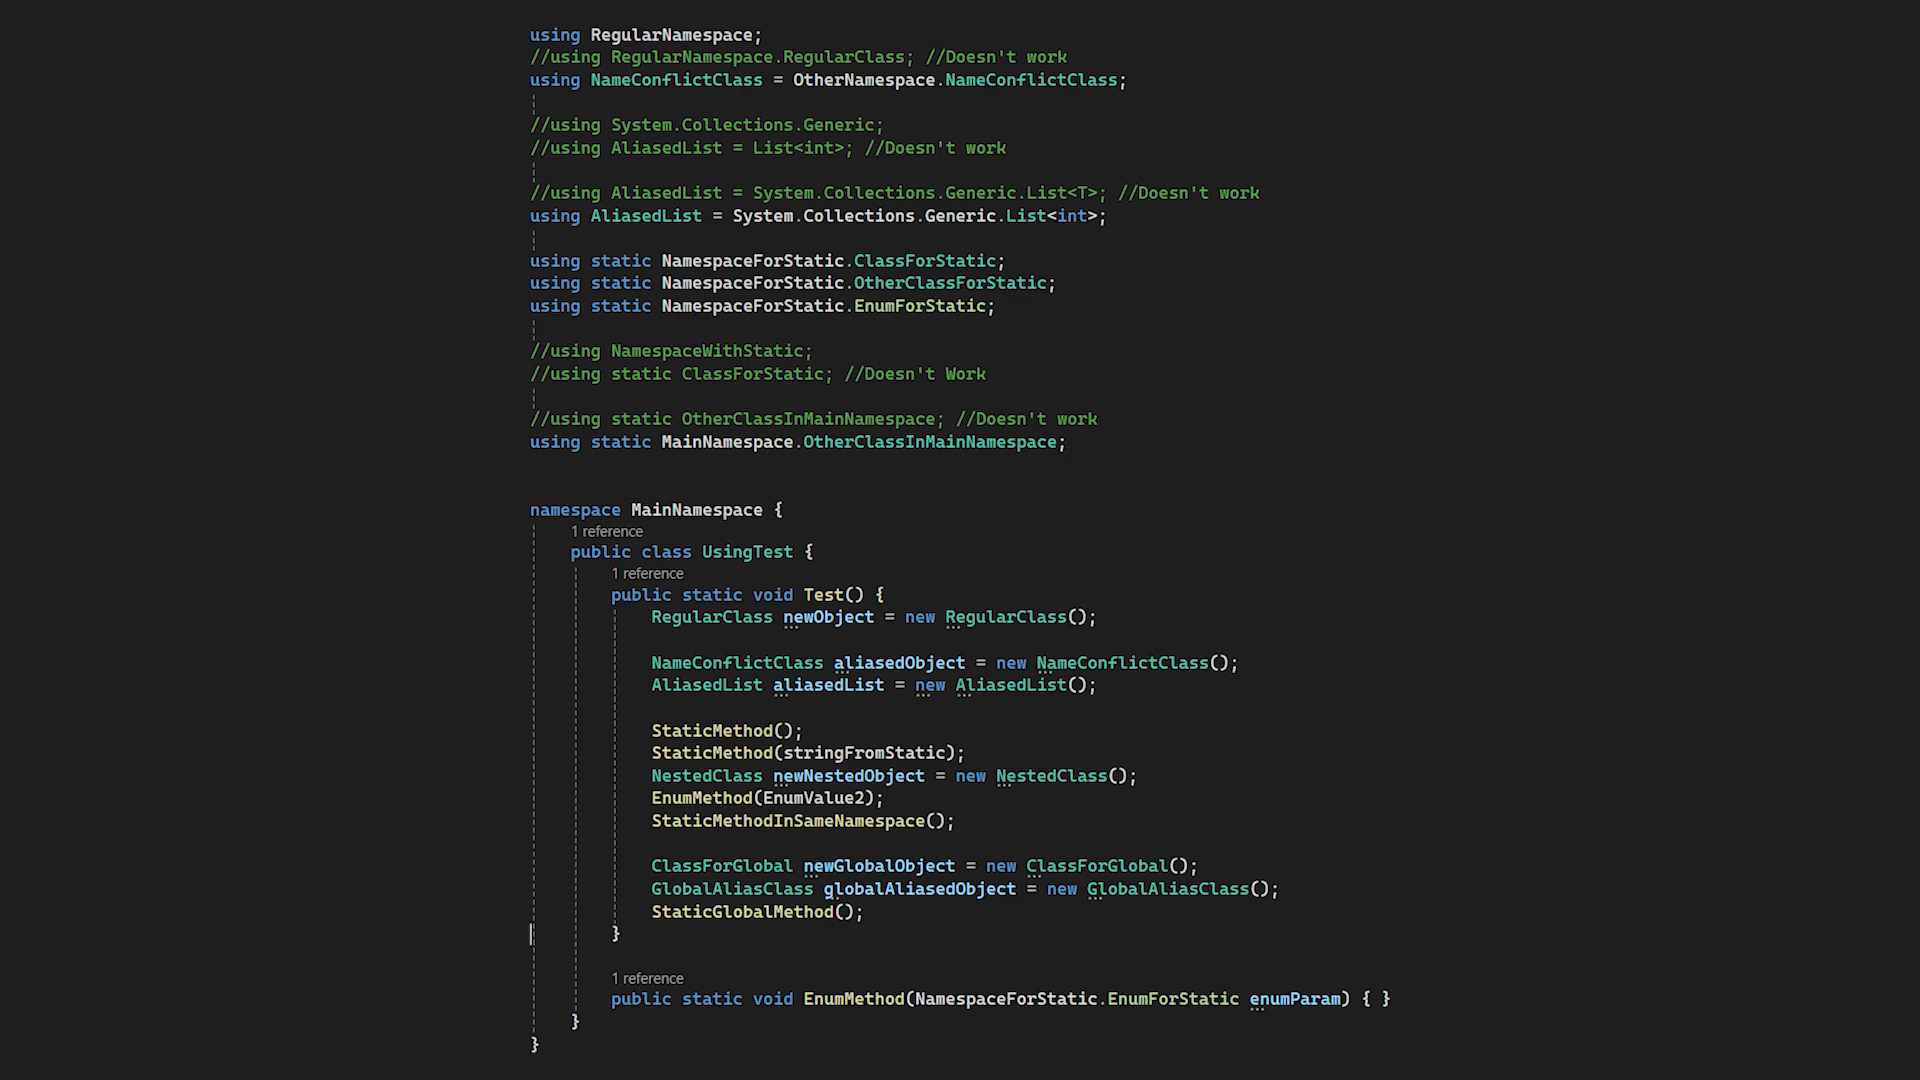 using RegularNamespace;
//using RegularNamespace.RegularClass; //Doesn't work
using NameConflictClass = OtherNamespace.NameConflictClass;
//using System.Collections.Generic;
//using AliasedList = List<int>; //Doesn't work
//using AliasedList = System.Collections.Generic.List<T>; //Doesn't work
using AliasedList = System.Collections.Generic.List<int>;
using static NamespaceForStatic.ClassForStatic;
using static NamespaceForStatic.OtherClassForStatic;
using static NamespaceForStatic.EnumForStatic;
//using NamespaceWithStatic;
//using static ClassForStatic; //Doesn't Work
//using static OtherClassInMainNamespace; //Doesn't work
using static MainNamespace.OtherClassInMainNamespace;
namespace MainNamespace {
1 reference
public class UsingTest {
1 reference
public static void Test() {
RegularClass newObject = new RegularClass();
NameConflictClass aliasedObject = new NameConflictClass();
AliasedList aliasedList = new AliasedList();
StaticMethod();
StaticMethod(stringFromStatic);
NestedClass newNestedObject = new NestedClass();
EnumMethod(EnumValue2);
StaticMethodInSameNamespace();
ClassForGlobal newGlobalObject = new ClassForGlobal();
GlobalAliasClass globalAliasedObject = new GlobalAliasClass();
StaticGlobalMethod();
}
1 reference
public static void EnumMethod(NamespaceForStatic.EnumForStatic enumParam) { }
}
}